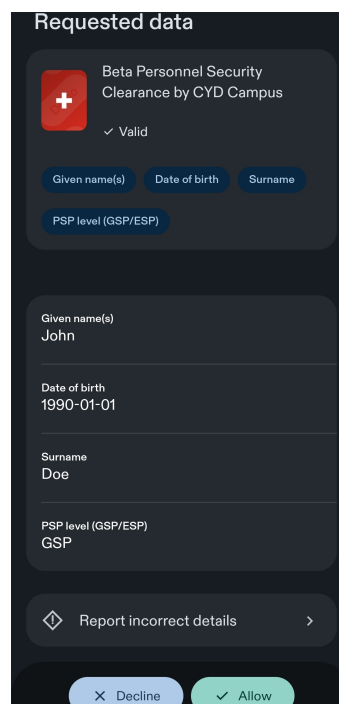 Requested data
Beta Personnel Security
Clearance by CYD Campus
Valid
Given name(s)
Date of birth
Surname
PSP level (GSP/ESP)
Given name(s)
John
Date of birth
1990-01-01
Surname
Doe
PSP level (GSP/ESP)
GSP
Report incorrect details
Decline
Allow